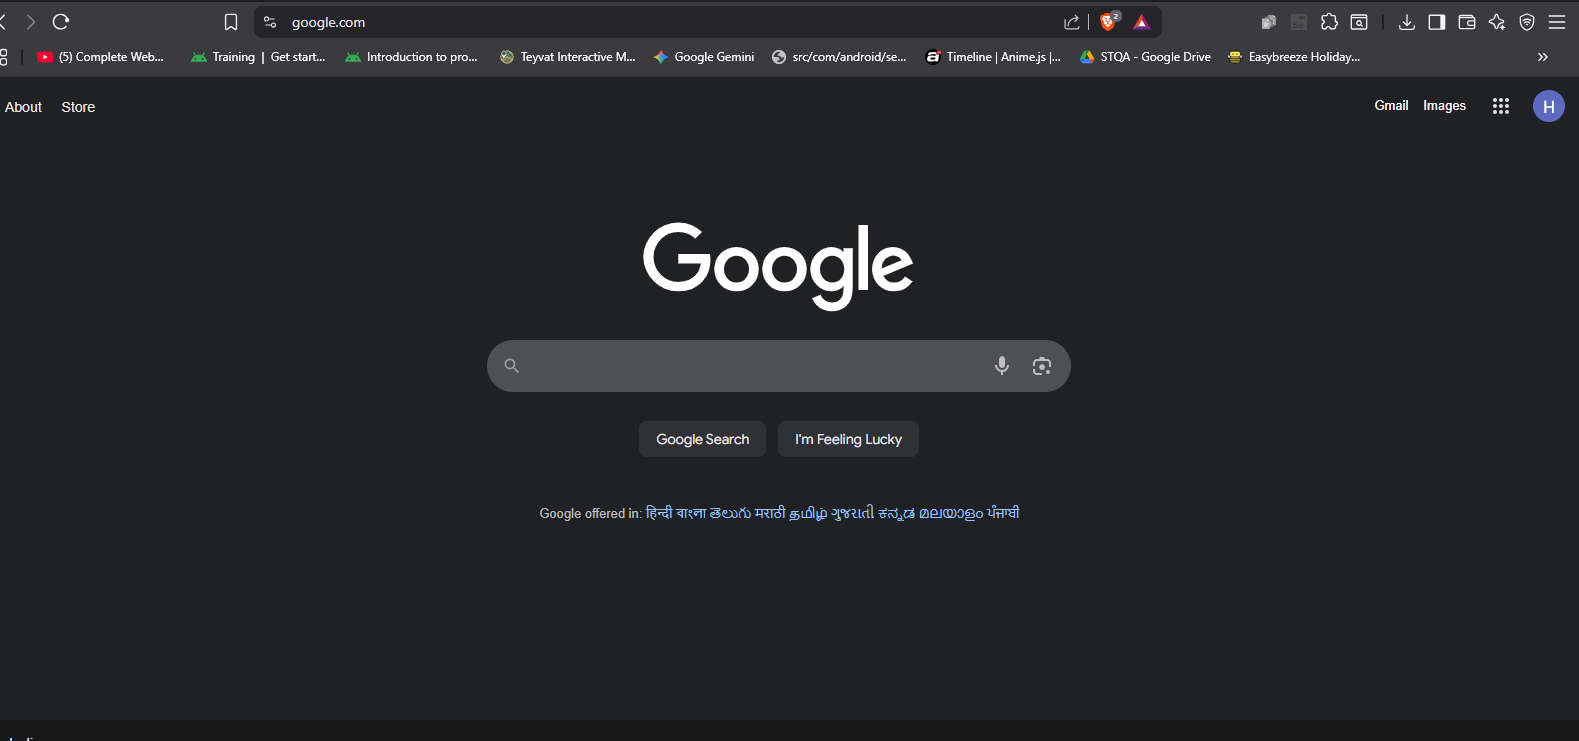 google.com
2
(5) Complete Web...
Training | Get start...
Introduction to pro...
Teyvat Interactive M...
Google Gemini
src/com/android/se...
Timeline | Anime.js |...
STQA - Google Drive
Easybreeze Holiday...
About
Store
Gmail
Images
H
Google
Google Search
I'm Feeling Lucky
Google offered in: हिन्दी বাংলা తెలుగు मराठी தமிழ் ગુજરાતી ಕನ್ನಡ മലയാളം ਪੰਜਾਬੀ